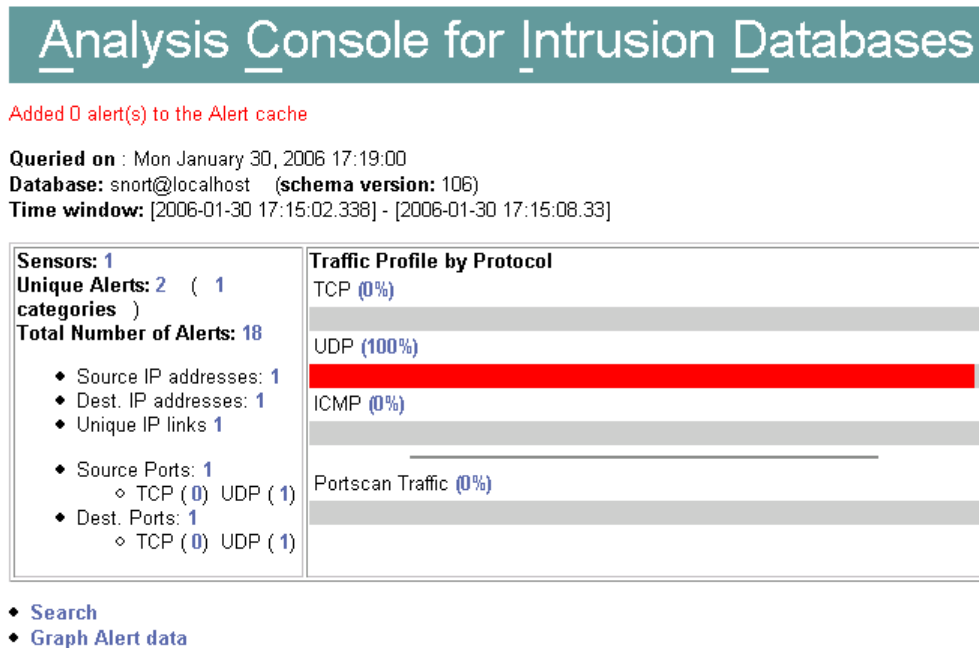 Analysis Console for Intrusion Databases
Added 0 alert(s) to the Alert cache
Queried on : Mon January 30, 2006 17:19:00
Database: snort@localhost (schema version: 106)
Time window: [2006-01-30 17:15:02.338] - [2006-01-30 17:15:08.33]
Sensors: 1
Unique Alerts: 2 ( 1
categories )
Total Number of Alerts: 18
Source IP addresses: 1
Dest. IP addresses: 1
Unique IP links 1
Source Ports: 1
TCP ( 0) UDP ( 1)
Dest. Ports: 1
TCP ( 0) UDP ( 1)
Traffic Profile by Protocol
TCP (0%)
UDP (100%)
ICMP (0%)
Portscan Traffic (0%)
Search
Graph Alert data